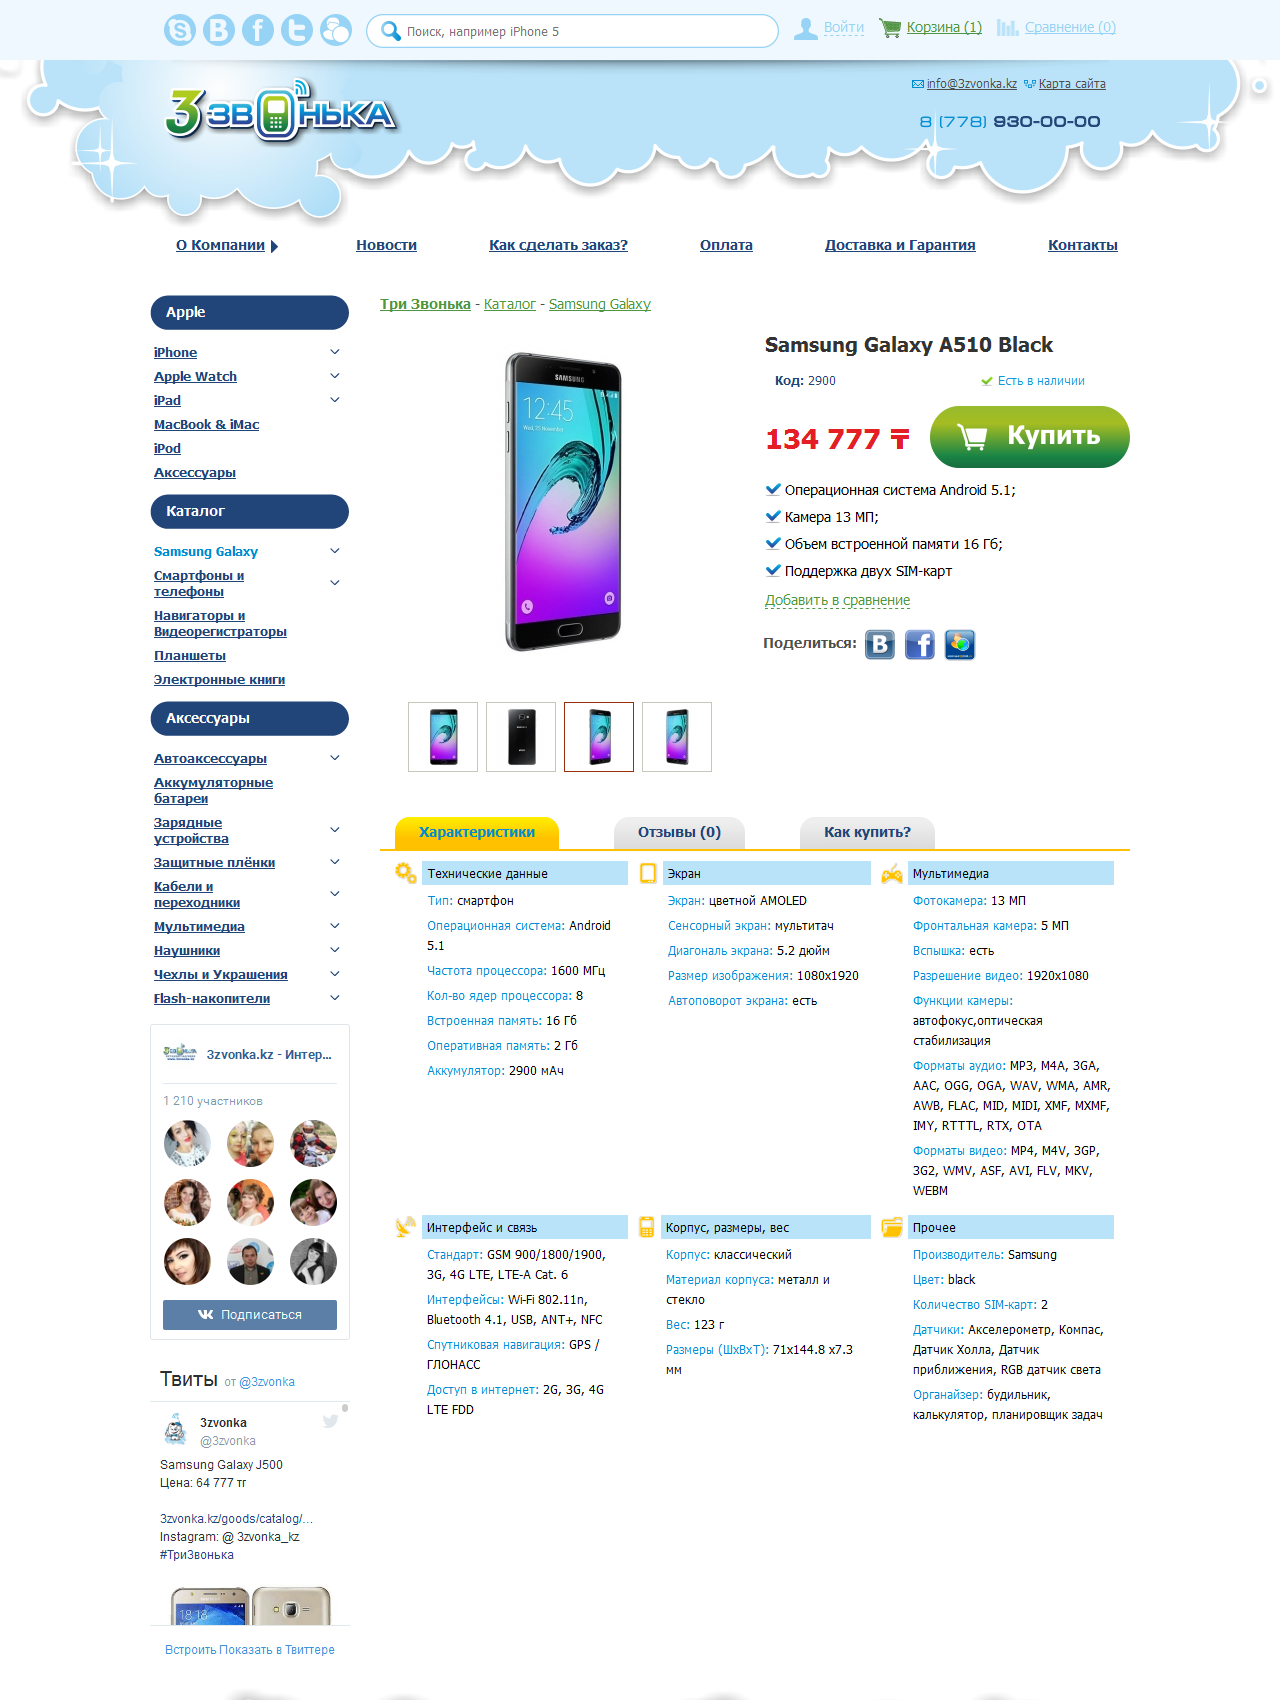 Поиск, например iPhone 5
Войти
Корзина (1)
Сравнение (0)
3 ЗВОНЬКА
info@3zvonka.kz
Карта сайта
8 (778) 930-00-00
О Компании
Новости
Как сделать заказ?
Оплата
Доставка и Гарантия
Контакты
Apple
iPhone
Apple Watch
iPad
MacBook & iMac
iPod
Аксессуары
Каталог
Samsung Galaxy
Смартфоны и
телефоны
Навигаторы и
Видеорегистраторы
Планшеты
Электронные книги
Аксессуары
Автоаксессуары
Аккумуляторные
батареи
Зарядные
устройства
Защитные плёнки
Кабели и
переходники
Мультимедиа
Наушники
Чехлы и Украшения
Flash-накопители
3zvonka.kz - Интер...
1 210 участников
Подписаться
Твиты от @3zvonka
3zvonka
@3zvonka
Samsung Galaxy J500
Цена: 64 777 тг
3zvonka.kz/goods/catalog/...
Instagram: @ 3zvonka_kz
#ТриЗвонька
18:18
Встроить Показать в Твиттере
Три Звонька - Каталог - Samsung Galaxy
SAMSUNG
12:45
Wed, 25 November
Samsung Galaxy A510 Black
Код: 2900
Есть в наличии
134 777 ₸
Купить
Операционная система Android 5.1;
Камера 13 МП;
Объем встроенной памяти 16 Гб;
Поддержка двух SIM-карт
Добавить в сравнение
Поделиться:
Характеристики
Отзывы (0)
Как купить?
Технические данные
Тип: смартфон
Операционная система: Android
5.1
Частота процессора: 1600 МГц
Кол-во ядер процессора: 8
Встроенная память: 16 Гб
Оперативная память: 2 Гб
Аккумулятор: 2900 мАч
Экран
Экран: цветной AMOLED
Сенсорный экран: мультитач
Диагональ экрана: 5.2 дюйм
Размер изображения: 1080x1920
Автоповорот экрана: есть
Мультимедиа
Фотокамера: 13 МП
Фронтальная камера: 5 МП
Вспышка: есть
Разрешение видео: 1920x1080
Функции камеры:
автофокус,оптическая
стабилизация
Форматы аудио: MP3, M4A, 3GA,
AAC, OGG, OGA, WAV, WMA, AMR,
AWB, FLAC, MID, MIDI, XMF, MXMF,
IMY, RTTTL, RTX, OTA
Форматы видео: MP4, M4V, 3GP,
3G2, WMV, ASF, AVI, FLV, MKV,
WEBM
Интерфейс и связь
Стандарт: GSM 900/1800/1900,
3G, 4G LTE, LTE-A Cat. 6
Интерфейсы: Wi-Fi 802.11n,
Bluetooth 4.1, USB, ANT+, NFC
Спутниковая навигация: GPS /
ГЛОНАСС
Доступ в интернет: 2G, 3G, 4G
LTE FDD
Корпус, размеры, вес
Корпус: классический
Материал корпуса: металл и
стекло
Вес: 123 г
Размеры (ШxВxТ): 71x144.8 x7.3
мм
Прочее
Производитель: Samsung
Цвет: black
Количество SIM-карт: 2
Датчики: Акселерометр, Компас,
Датчик Холла, Датчик
приближения, RGB датчик света
Органайзер: будильник,
калькулятор, планировщик задач